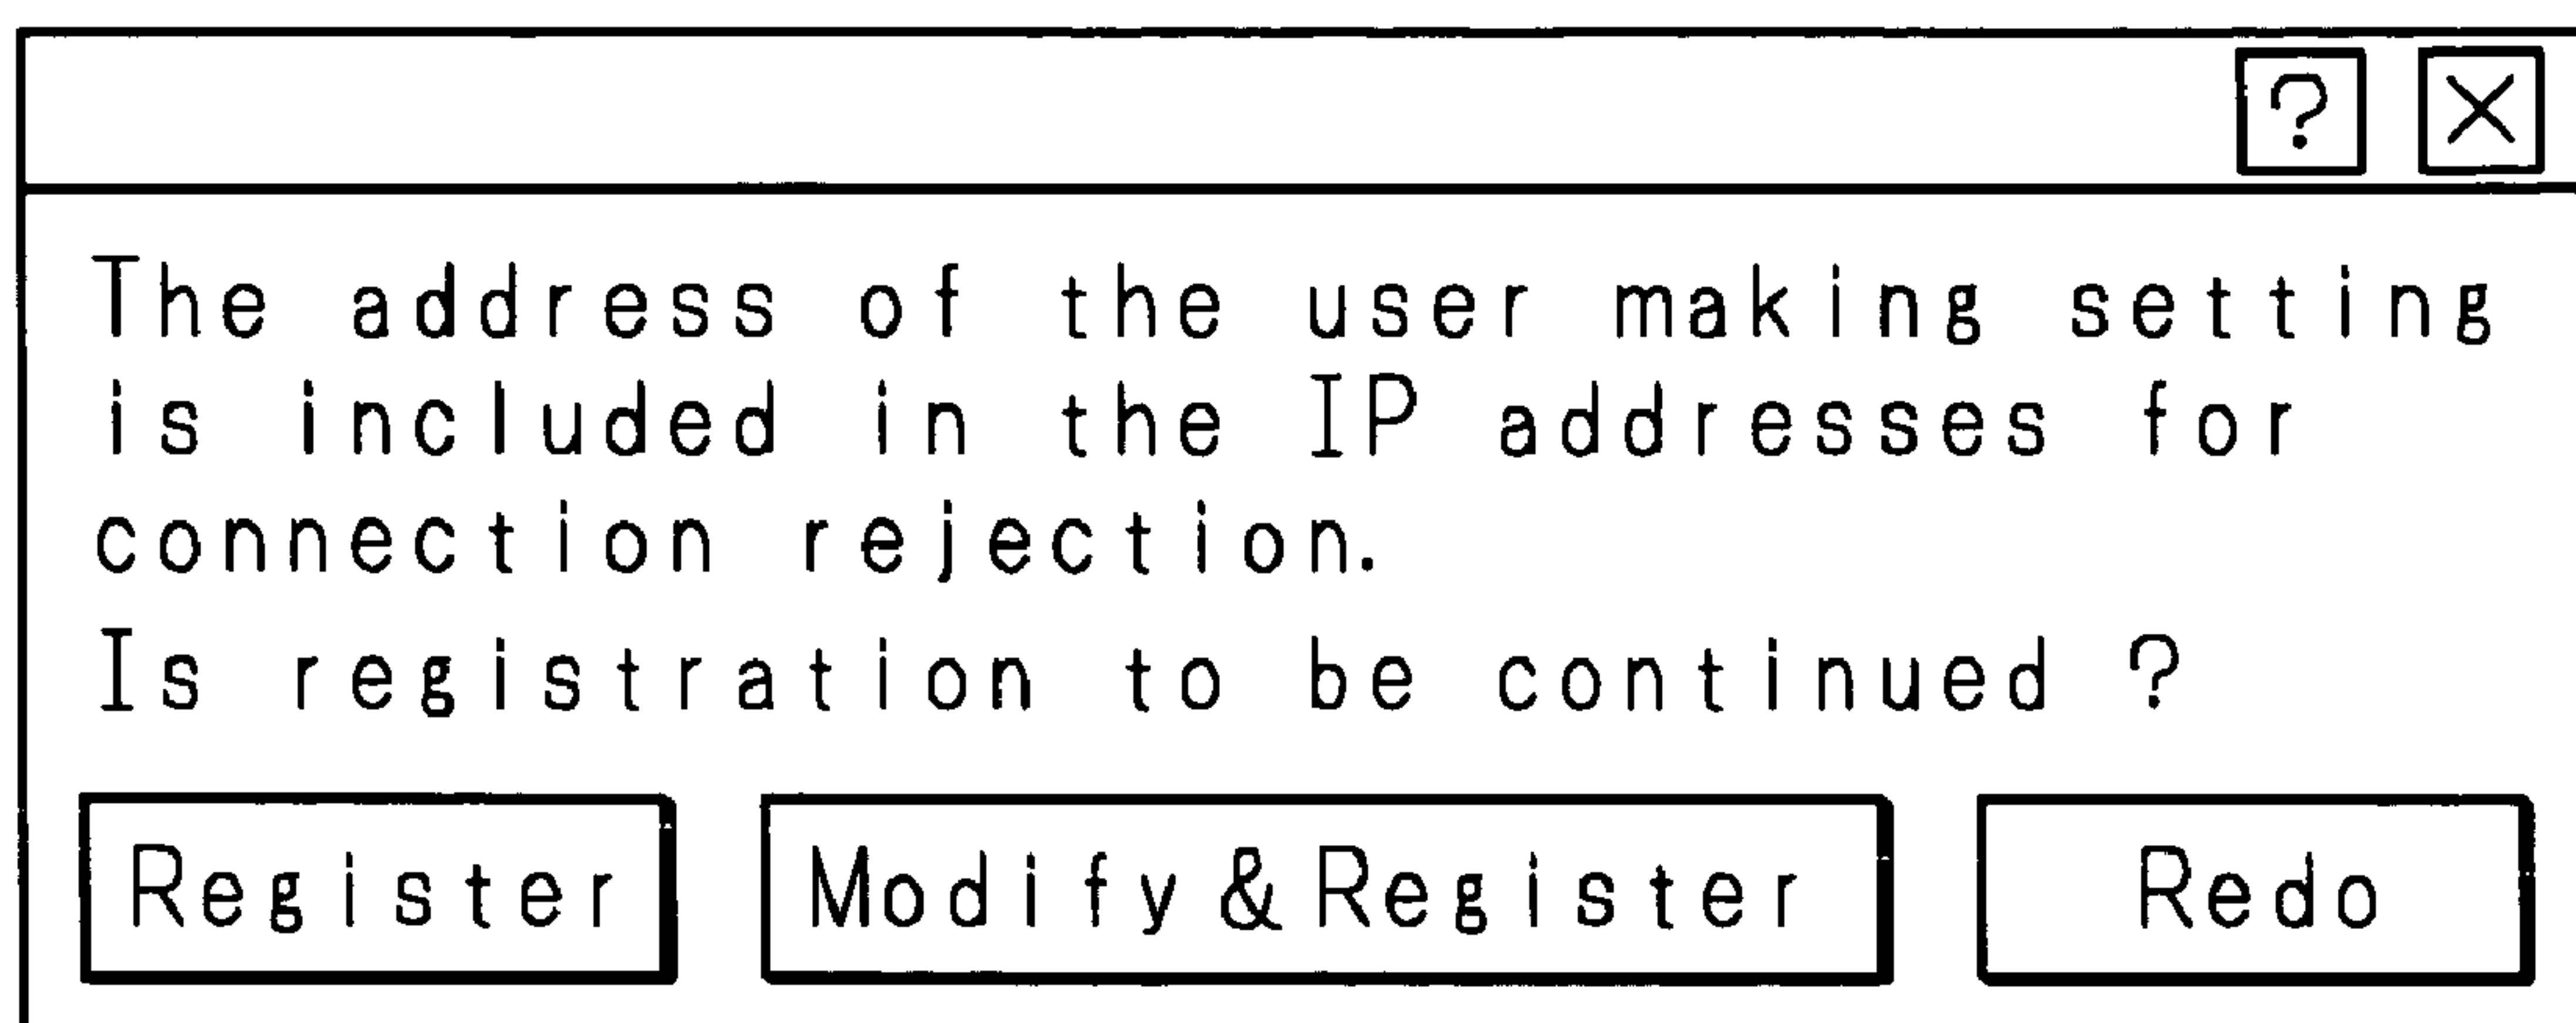 ?
The address of the user making setting
is included in the IP addresses for
connection rejection.
Is registration to be continued ?
Register Modify&Register Redo